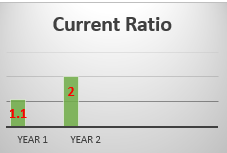 Current Ratio
2
1.1
YEAR 1 YEAR 2